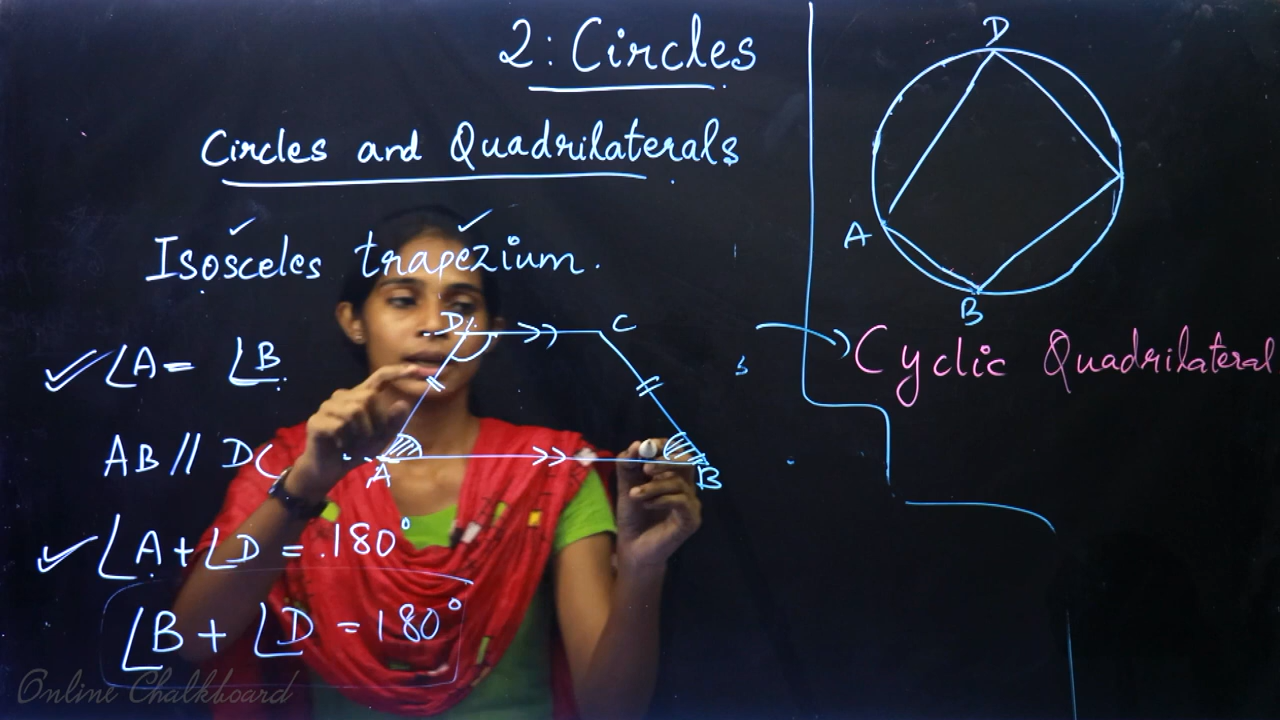 2: Circles
Circles and Quadrilaterals
Isosceles trapezium.
D
C
A
B
∠A = ∠B
AB // DC
∠A + ∠D = 180°
∠B + ∠D = 180°
D
A
B
Cyclic Quadrilateral
Online Chalkboard